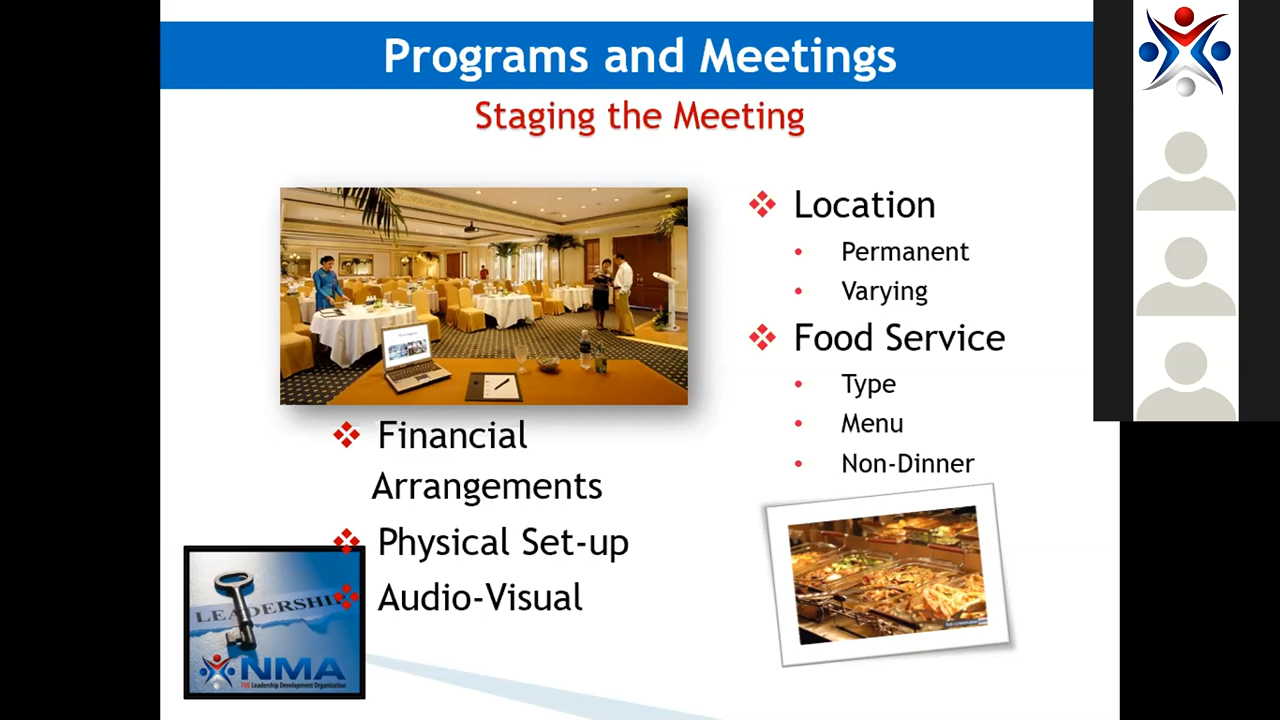 Programs and Meetings
Staging the Meeting
Location
Permanent
Varying
Food Service
Type
Menu
Non-Dinner
Financial
Arrangements
Physical Set-up
Audio-Visual
LEADERSHIP
NMA
THE Leadership Development Organization